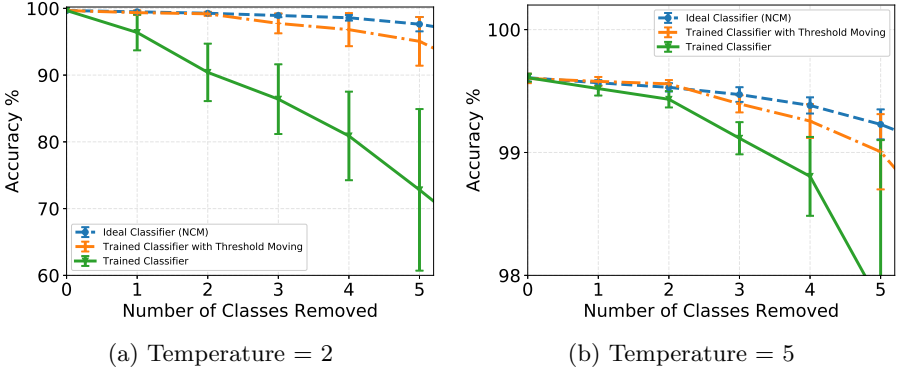 100
90
80
70
60
Accuracy %
Ideal Classifier (NCM)
Trained Classifier with Threshold Moving
Trained Classifier
0 1 2 3 4 5
Number of Classes Removed
(a) Temperature = 2
100
99
98
Accuracy %
Ideal Classifier (NCM)
Trained Classifier with Threshold Moving
Trained Classifier
0 1 2 3 4 5
Number of Classes Removed
(b) Temperature = 5